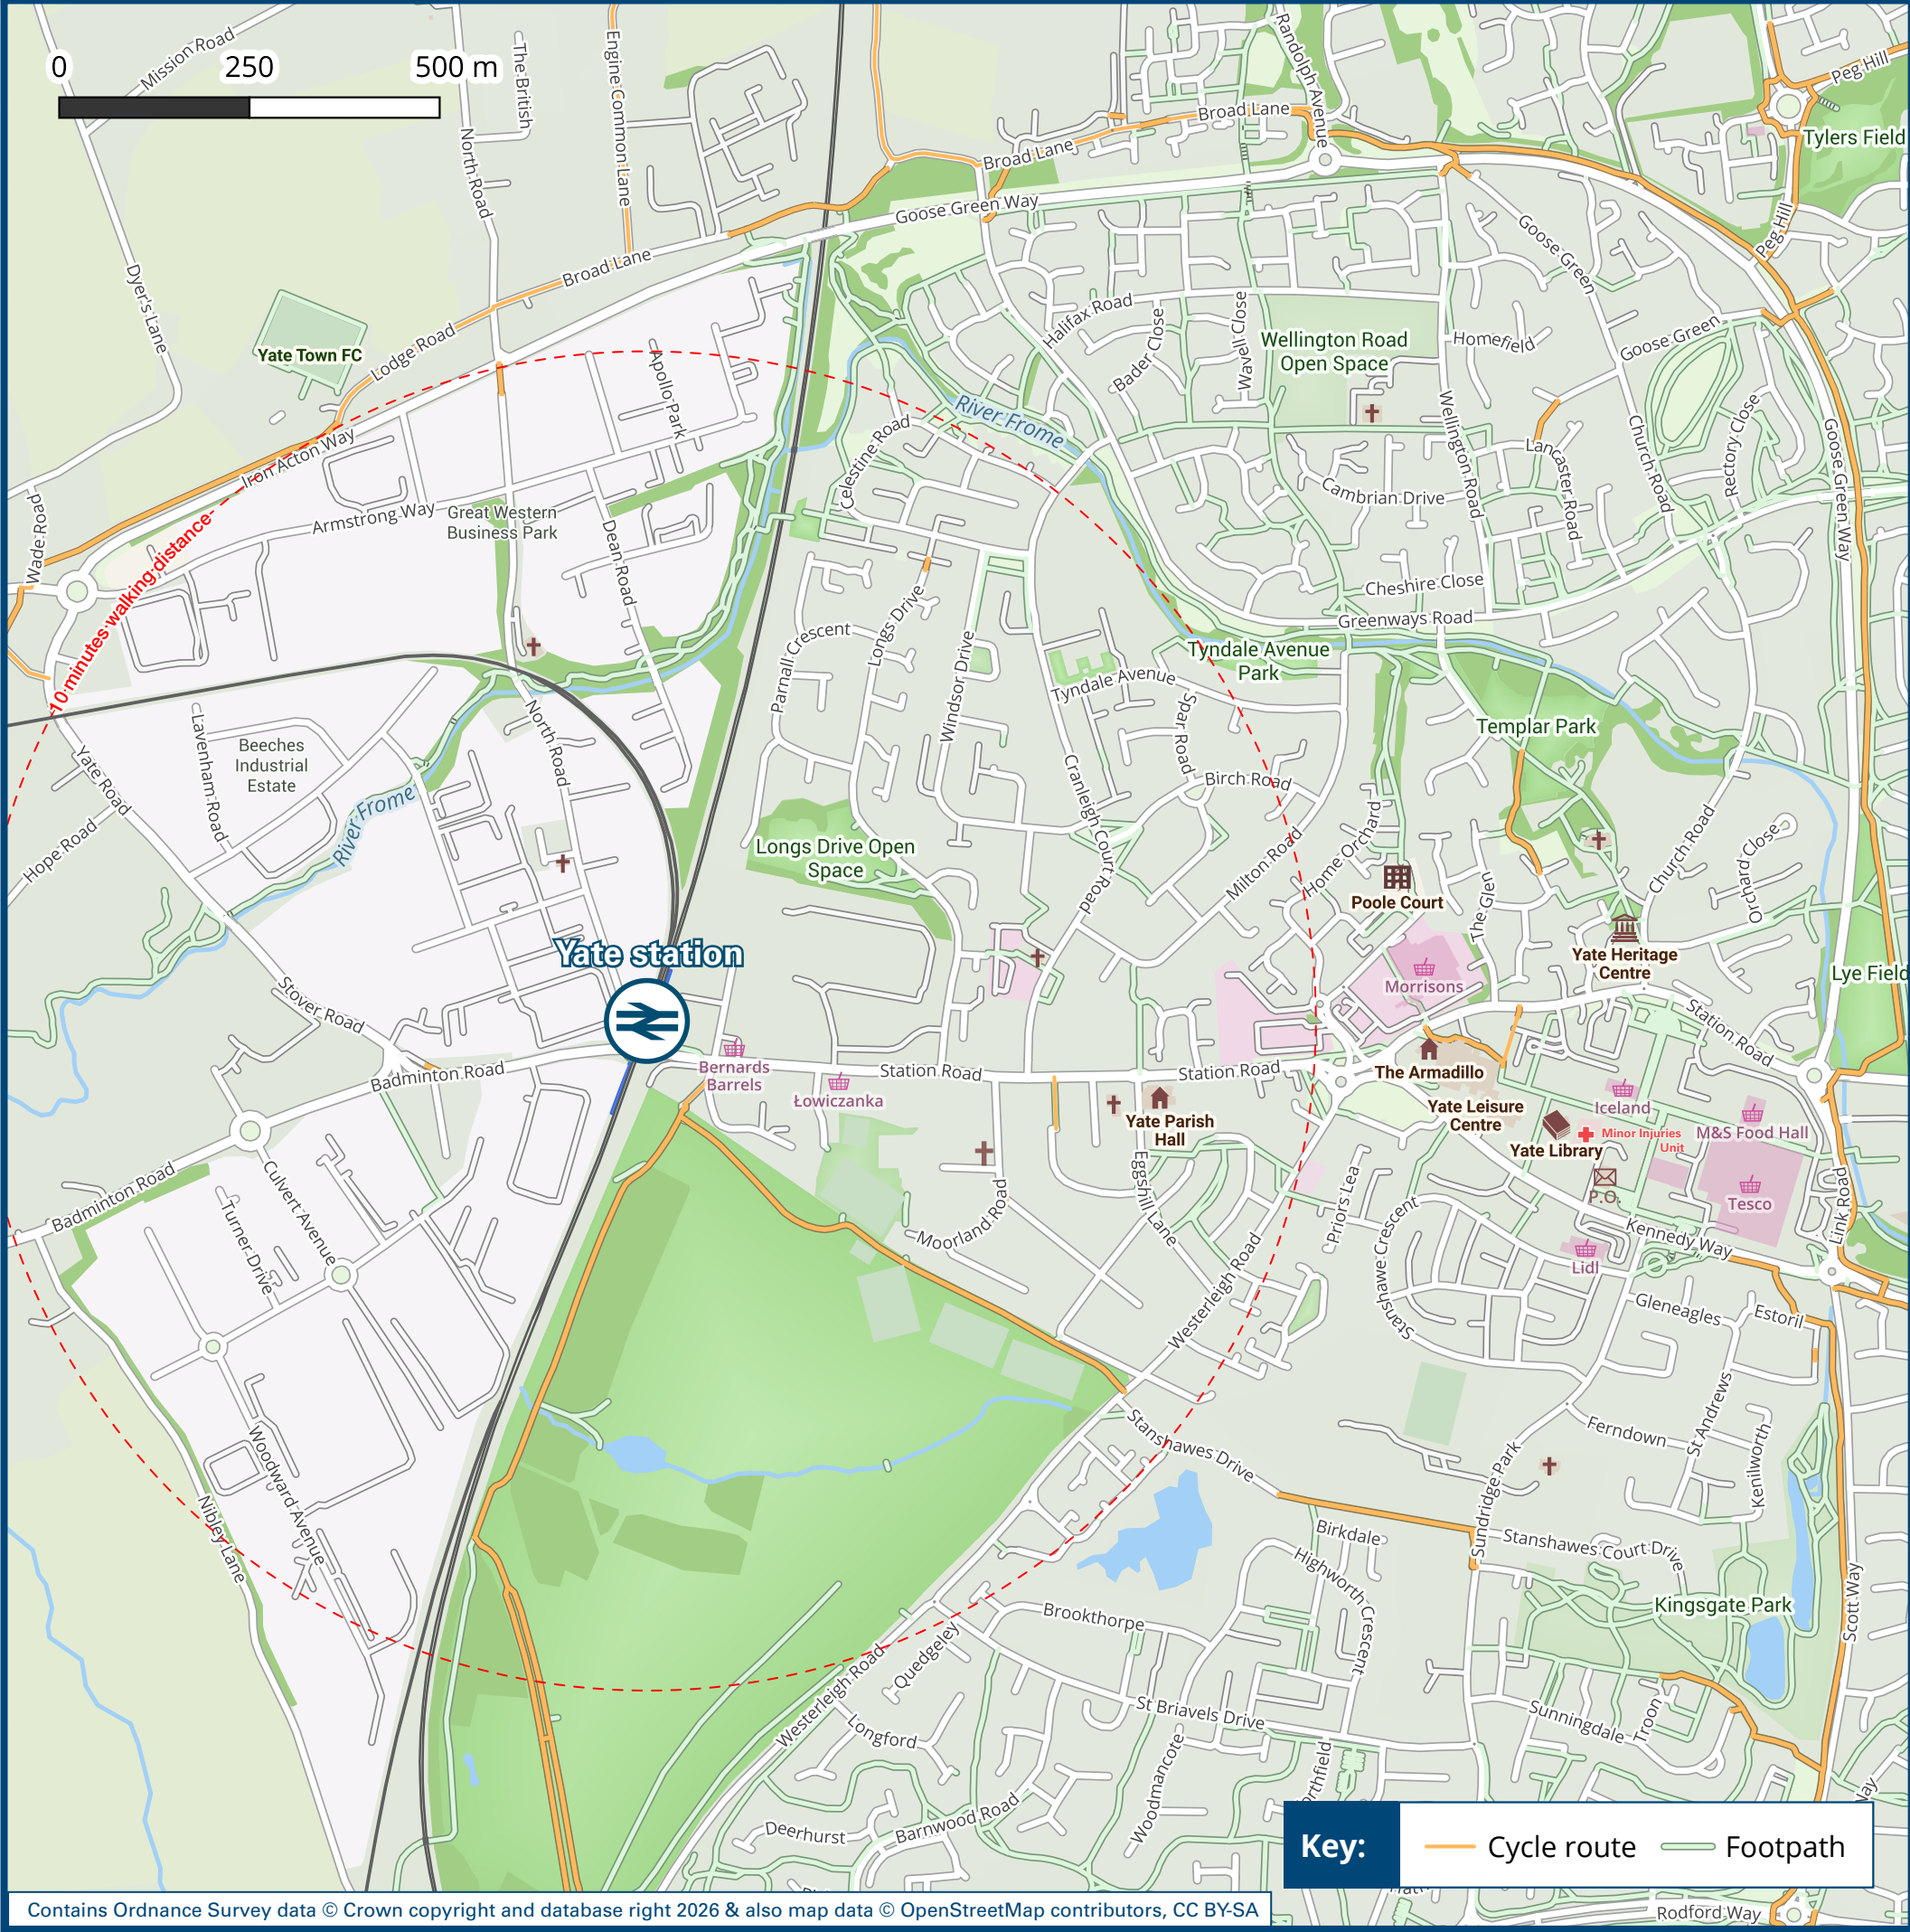 0 250 500 m
Mission Road
The British
Engine Common Lane
North Road
Randolph Avenue
Broad Lane
Broad Lane
Peg Hill
Tylers Field
Goose Green Way
Peg Hill
Goose Green
Broad Lane
Dyer's Lane
Halifax Road
Bader Close
Wavell Close
Wellington Road
Open Space
Homefield
Goose Green
Yate Town FC
Lodge Road
Apollo Park
River Frome
Celestine Road
Wellington Road
Lancaster Road
Church Road
Rectory Close
Goose Green Way
Iron Acton Way
Armstrong Way
Great Western
Business Park
Dean Road
Cambrian Drive
Wade Road
10 minutes walking distance
Cheshire Close
Greenways Road
Longs Drive
Parnall Crescent
Windsor Drive
Tyndale Avenue
Park
Tyndale Avenue
Spar Road
Templar Park
North Road
Lavenham Road
Beeches
Industrial
Estate
Yate Road
River Frome
Hope Road
Birch Road
Cranleigh Court Road
Longs Drive Open
Space
Milton Road
Home Orchard
Poole Court
The Glen
Church Road
Orchard Close
Yate Heritage
Centre
Lye Field
Morrisons
Yate station
Stover Road
Station Road
Badminton Road
Bernards
Barrels
Łowiczanka
Station Road
Station Road
The Armadillo
Yate Parish
Hall
Yate Leisure
Centre
Iceland
Yate Library
Minor Injuries
Unit
M&S Food Hall
P.O.
Tesco
Badminton Road
Culvert Avenue
Turner Drive
Eggshill Lane
Moorland Road
Priors Lea
Stanshawe Crescent
Kennedy Way
Link Road
Lidl
Westerleigh Road
Gleneagles
Estoril
Woodward Avenue
Nibley Lane
Stanshawes Drive
Ferndown
St Andrews
Kenilworth
Sundridge Park
Birkdale
Stanshawes Court Drive
Highworth Crescent
Kingsgate Park
Scott Way
Brookthorpe
Quedgeley
Westerleigh Road
St Briavels Drive
Longford
Woodmancote
Sunningdale
Troon
Deerhurst
Barnwood Road
orthfield
Way
Key: Cycle route Footpath
Rodford Way
Contains Ordnance Survey data © Crown copyright and database right 2026 & also map data © OpenStreetMap contributors, CC BY-SA